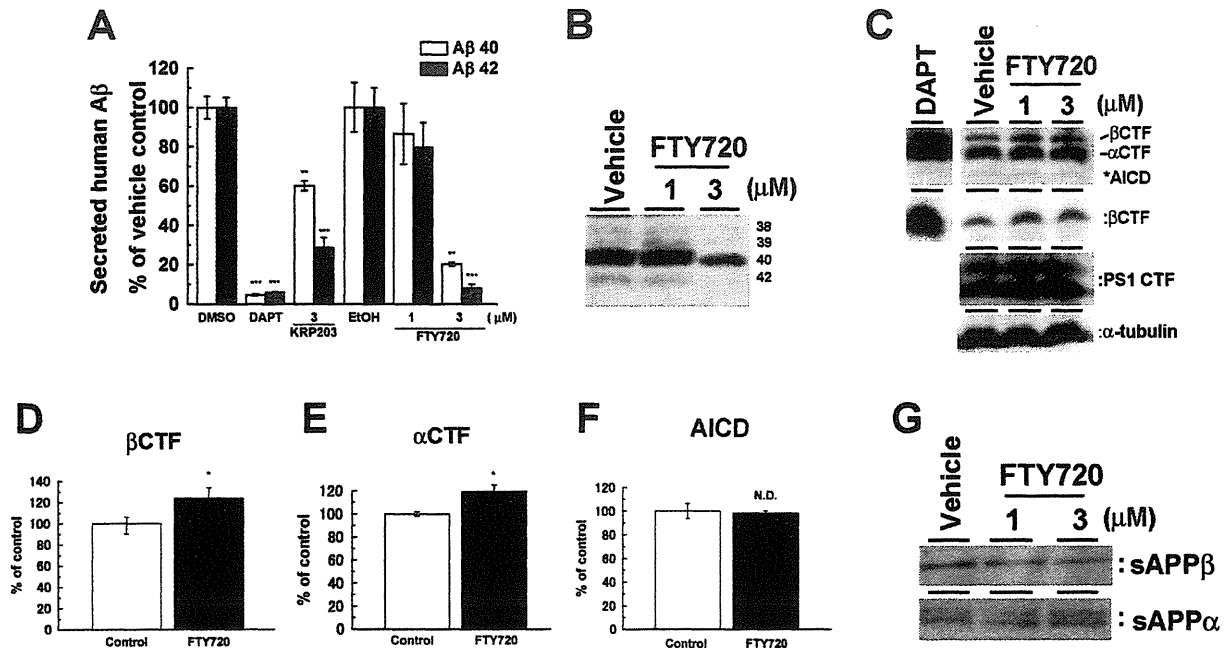 A
Aβ 40
Aβ 42
Secreted human Aβ
% of vehicle control
120
100
80
60
40
20
0
** *** 
*** ***
** ***
DMSO DAPT 3 EtOH 1 3 (μM)
KRP203 FTY720
B
Vehicle
FTY720
1 3 (μM)
38
39
40
42
C
DAPT
Vehicle
FTY720
1 3 (μM)
βCTF
αCTF
*AICD
:βCTF
:PS1 CTF
:α-tubulin
D
βCTF
% of control
140
120
100
80
60
40
20
0
*
Control FTY720
E
αCTF
% of control
120
100
80
60
40
20
0
*
Control FTY720
F
AICD
% of control
120
100
80
60
40
20
0
N.D.
Control FTY720
G
Vehicle
FTY720
1 3 (μM)
:sAPPβ
:sAPPα